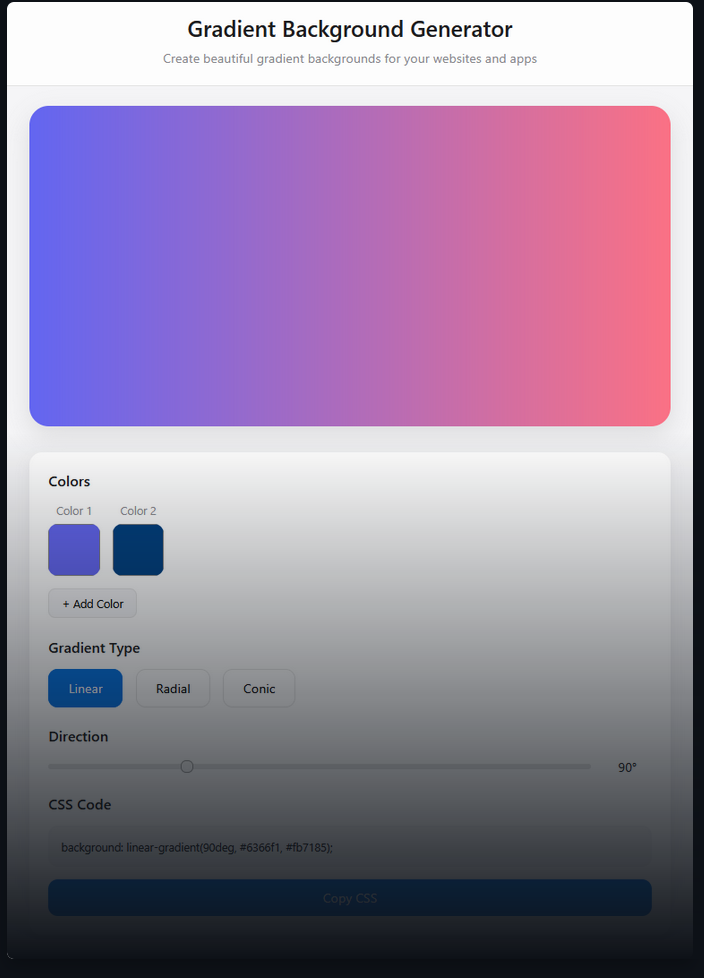 Gradient Background Generator
Create beautiful gradient backgrounds for your websites and apps
Colors
Color 1 Color 2
+ Add Color
Gradient Type
Linear Radial Conic
Direction
90°
CSS Code
background: linear-gradient(90deg, #6366f1, #fb7185);
Copy CSS